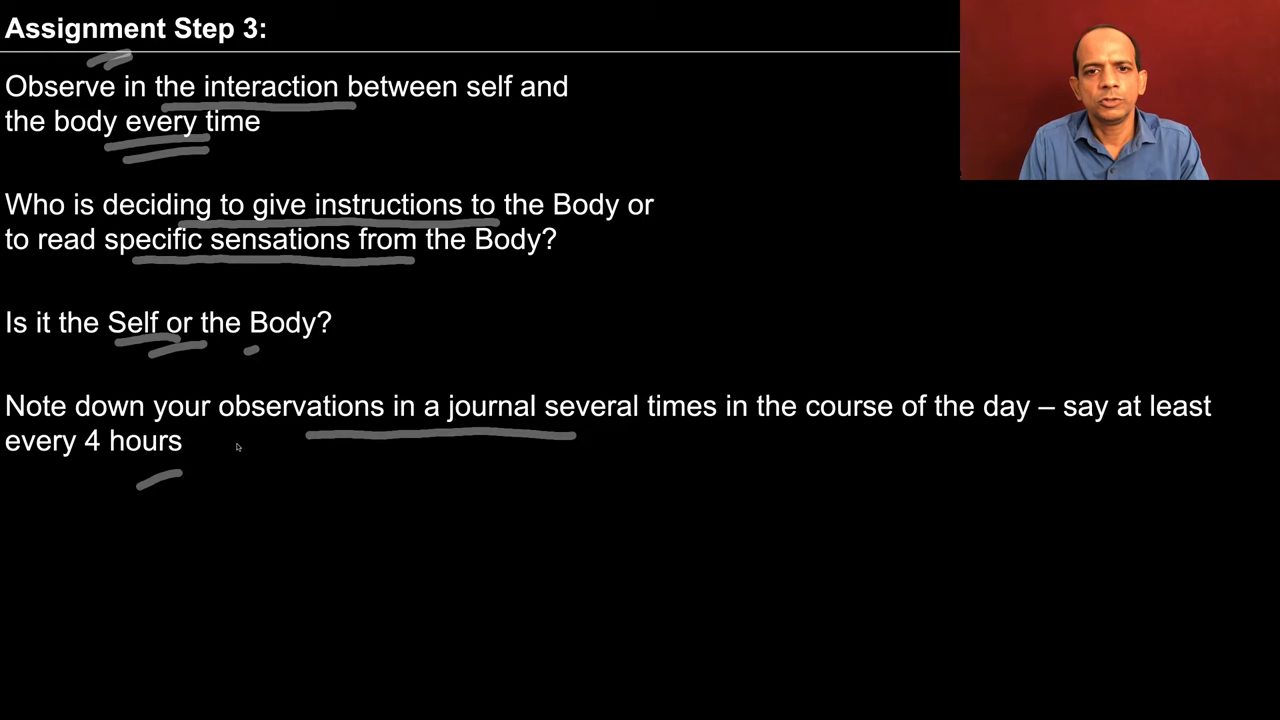 Assignment Step 3:
Observe in the interaction between self and
the body every time
Who is deciding to give instructions to the Body or
to read specific sensations from the Body?
Is it the Self or the Body?
Note down your observations in a journal several times in the course of the day – say at least
every 4 hours